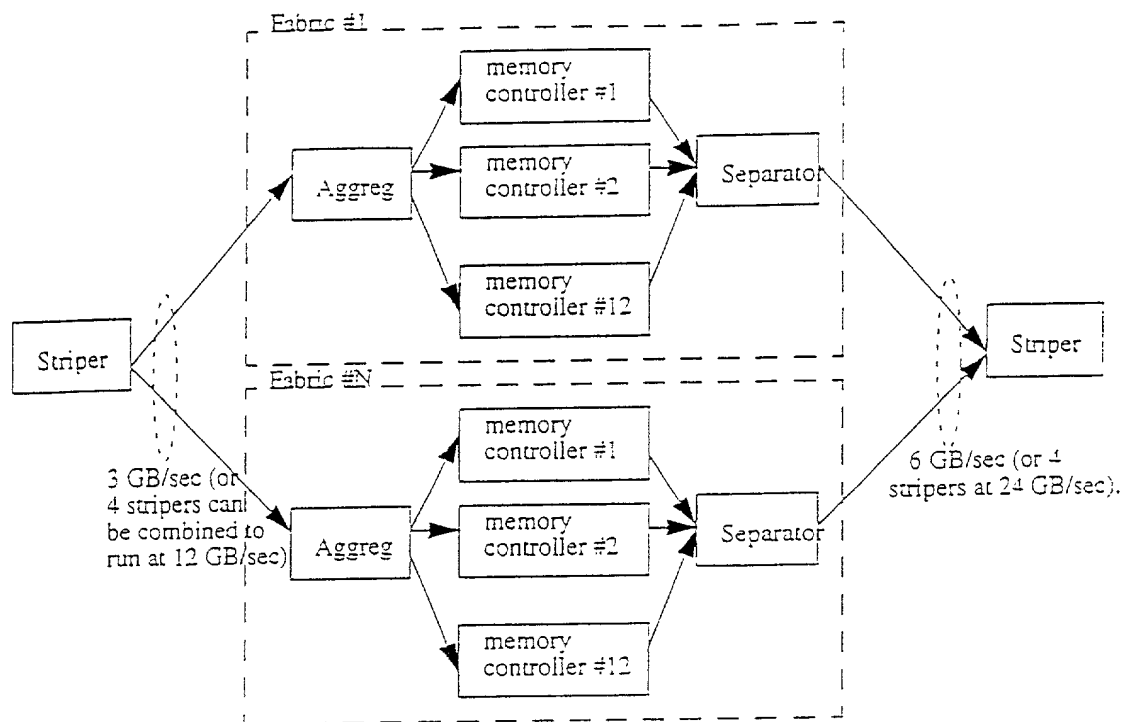 Fabric #1
memory
controller #1
memory
controller #2
memory
controller #12
Aggreg
Separator
Striper
Striper
Fabric #N
memory
controller #1
memory
controller #2
memory
controller #12
Aggreg
Separator
3 GB/sec (or
4 stripers can
be combined to
run at 12 GB/sec)
6 GB/sec (or 4
stripers at 24 GB/sec).